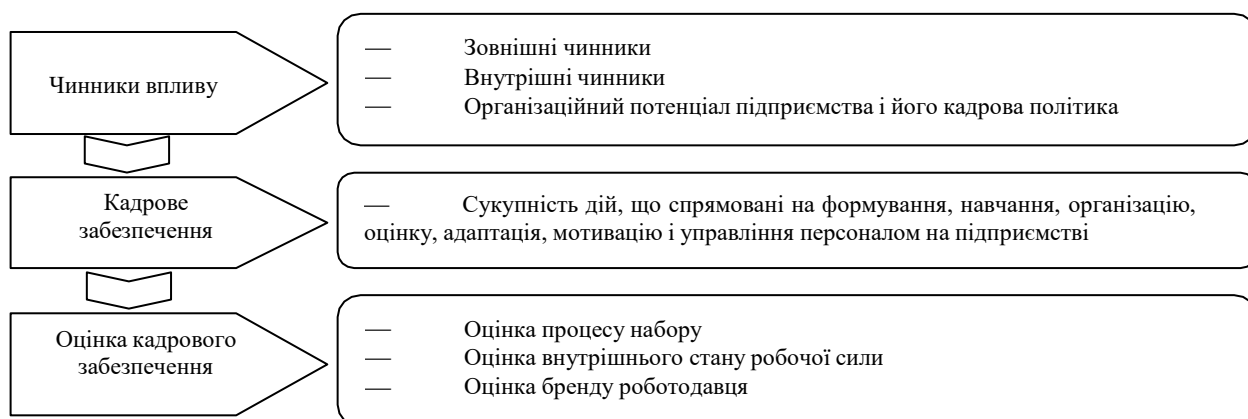 Чинники впливу
— Зовнішні чинники
— Внутрішні чинники
— Організаційний потенціал підприємства і його кадрова політика
Кадрове
забезпечення
— Сукупність дій, що спрямовані на формування, навчання, організацію,
оцінку, адаптація, мотивацію і управління персоналом на підприємстві
Оцінка кадрового
забезпечення
— Оцінка процесу набору
— Оцінка внутрішнього стану робочої сили
— Оцінка бренду роботодавця